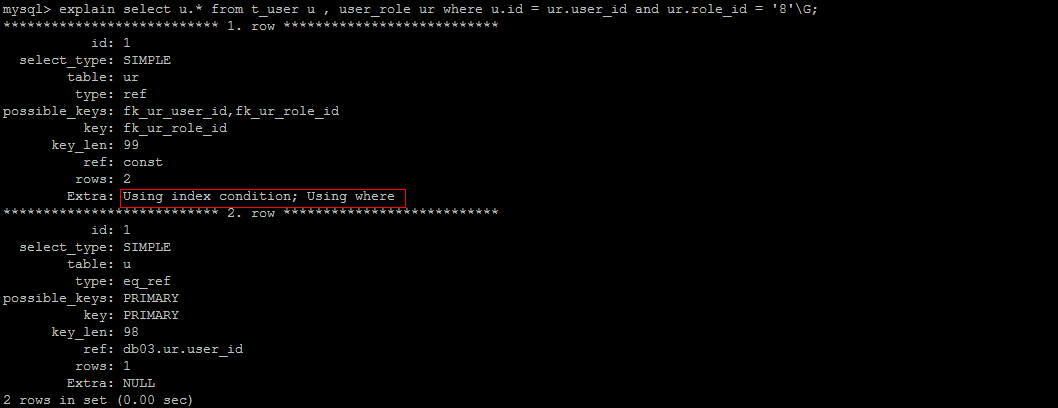 mysql> explain select u.* from t_user u , user_role ur where u.id = ur.user_id and ur.role_id = '8'\G;
*************************** 1. row ***************************
id: 1
select_type: SIMPLE
table: ur
type: ref
possible_keys: fk_ur_user_id,fk_ur_role_id
key: fk_ur_role_id
key_len: 99
ref: const
rows: 2
Extra: Using index condition; Using where
*************************** 2. row ***************************
id: 1
select_type: SIMPLE
table: u
type: eq_ref
possible_keys: PRIMARY
key: PRIMARY
key_len: 98
ref: db03.ur.user_id
rows: 1
Extra: NULL
2 rows in set (0.00 sec)